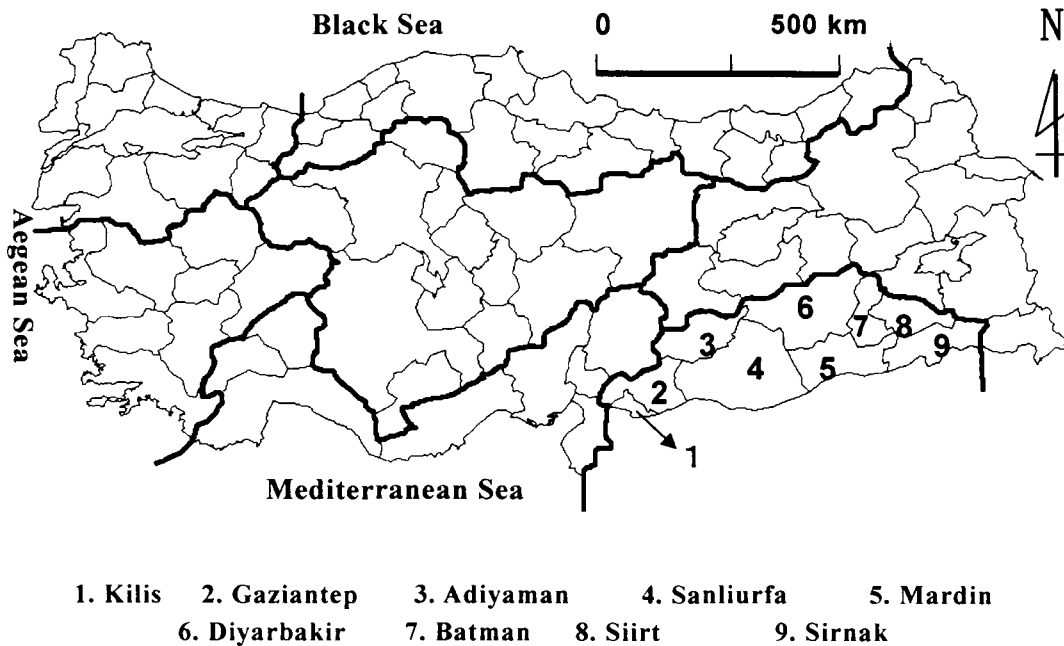 Black Sea
0 500 km
N
Aegean Sea
6
7
8
3
9
4
5
2
1
Mediterranean Sea
1. Kilis 2. Gaziantep 3. Adiyaman 4. Sanliurfa 5. Mardin
6. Diyarbakir 7. Batman 8. Siirt 9. Sirnak